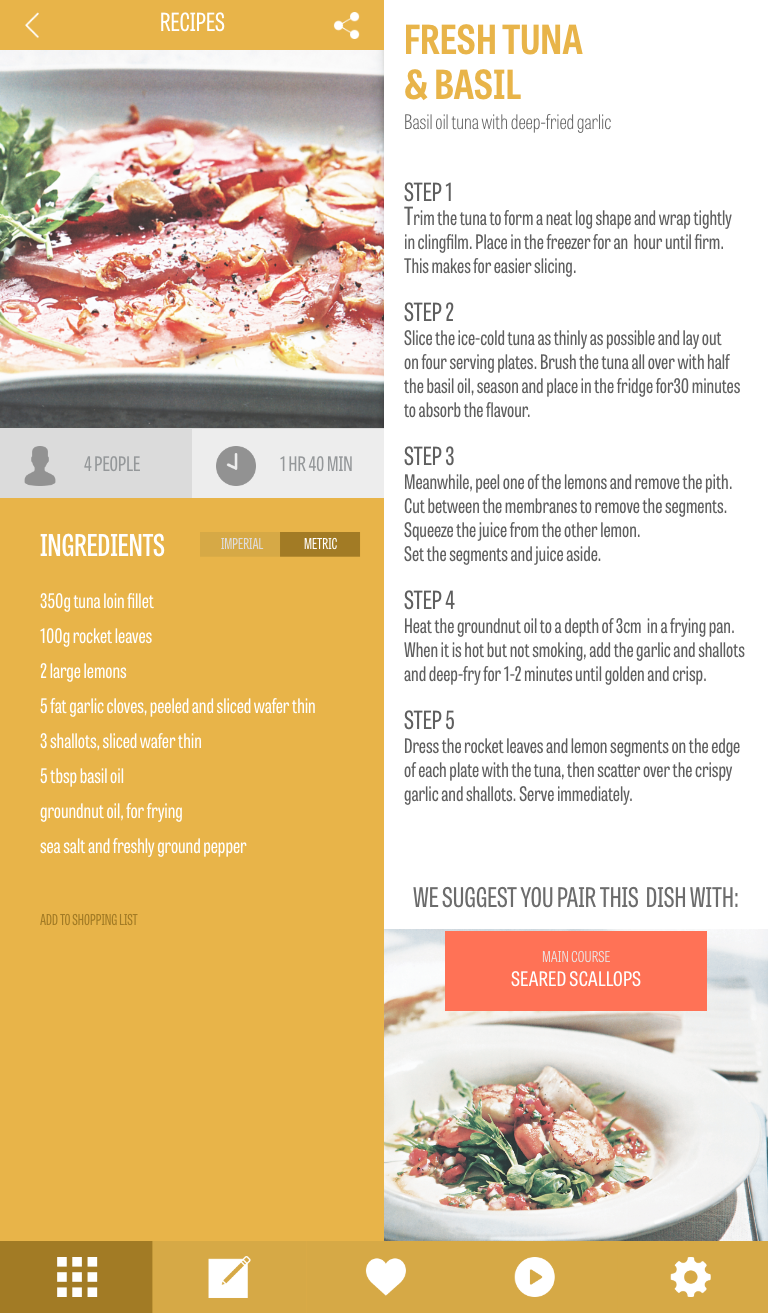 RECIPES
4 PEOPLE
1 HR 40 MIN
INGREDIENTS
IMPERIAL
METRIC
350g tuna loin fillet
100g rocket leaves
2 large lemons
5 fat garlic cloves, peeled and sliced wafer thin
3 shallots, sliced wafer thin
5 tbsp basil oil
groundnut oil, for frying
sea salt and freshly ground pepper
ADD TO SHOPPING LIST
FRESH TUNA
& BASIL
Basil oil tuna with deep-fried garlic
STEP 1
Trim the tuna to form a neat log shape and wrap tightly
in clingfilm. Place in the freezer for an hour until firm.
This makes for easier slicing.
STEP 2
Slice the ice-cold tuna as thinly as possible and lay out
on four serving plates. Brush the tuna all over with half
the basil oil, season and place in the fridge for30 minutes
to absorb the flavour.
STEP 3
Meanwhile, peel one of the lemons and remove the pith.
Cut between the membranes to remove the segments.
Squeeze the juice from the other lemon.
Set the segments and juice aside.
STEP 4
Heat the groundnut oil to a depth of 3cm in a frying pan.
When it is hot but not smoking, add the garlic and shallots
and deep-fry for 1-2 minutes until golden and crisp.
STEP 5
Dress the rocket leaves and lemon segments on the edge
of each plate with the tuna, then scatter over the crispy
garlic and shallots. Serve immediately.
WE SUGGEST YOU PAIR THIS DISH WITH:
MAIN COURSE
SEARED SCALLOPS